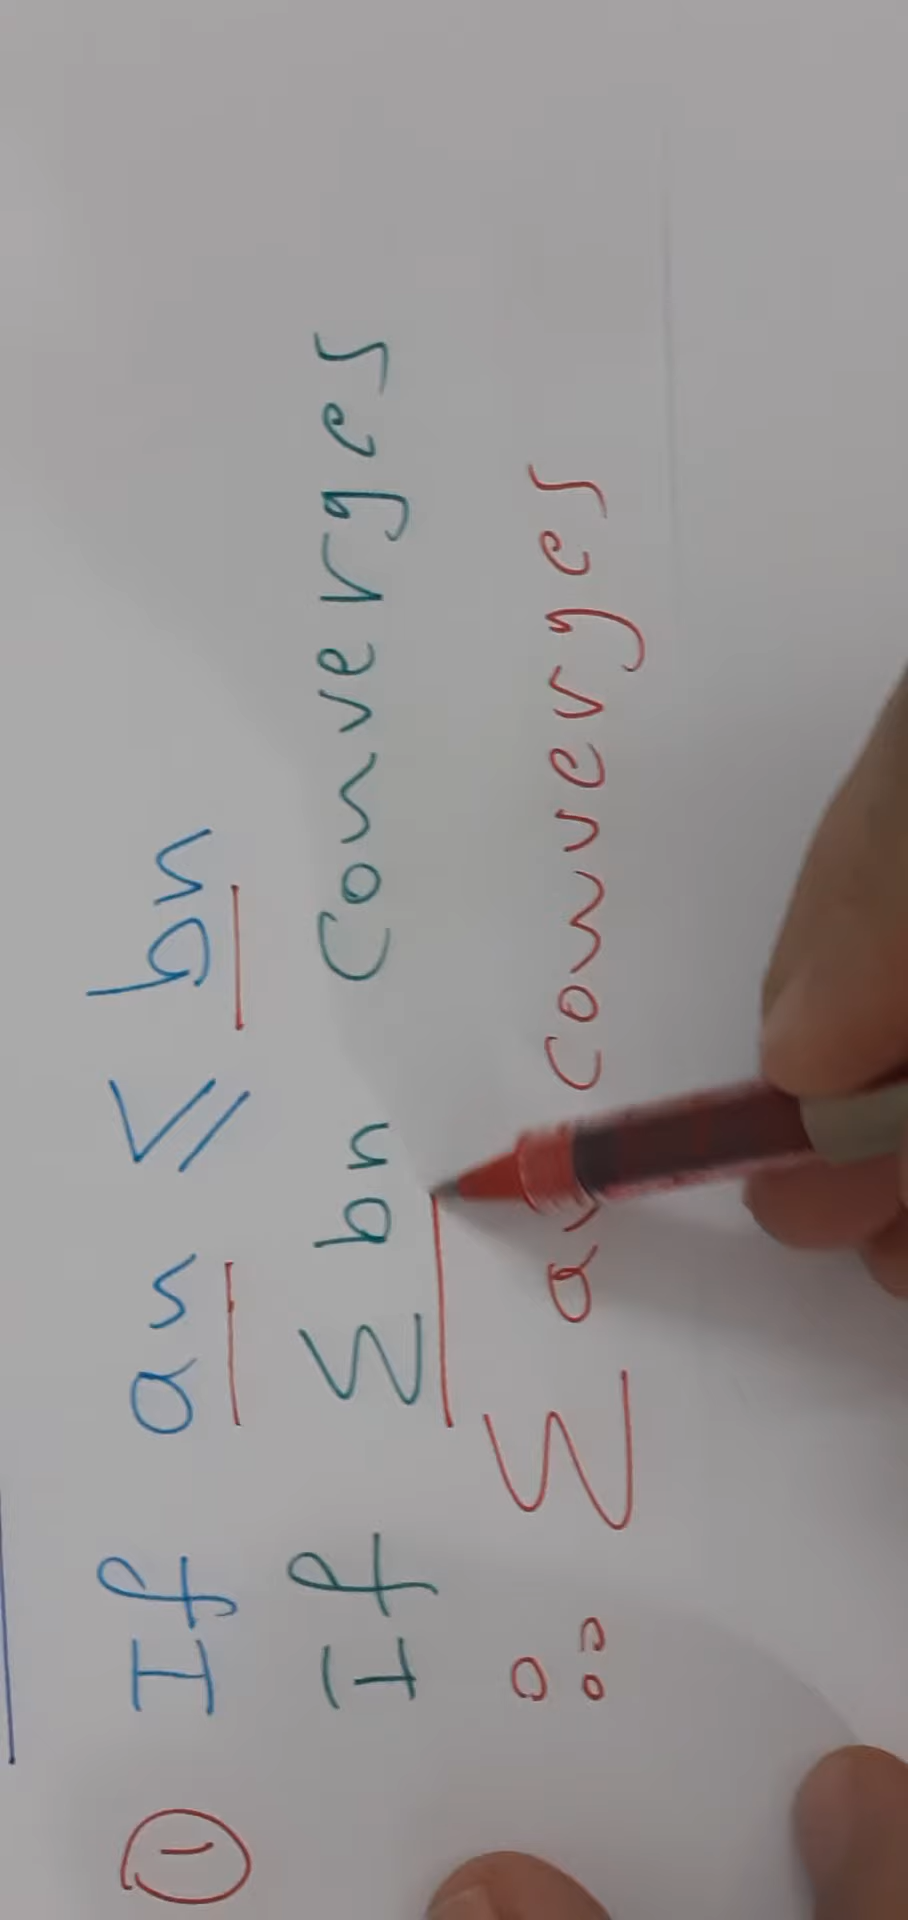 ① If an ≤ bn
If Σ bn Converges
∴ Σ a converges